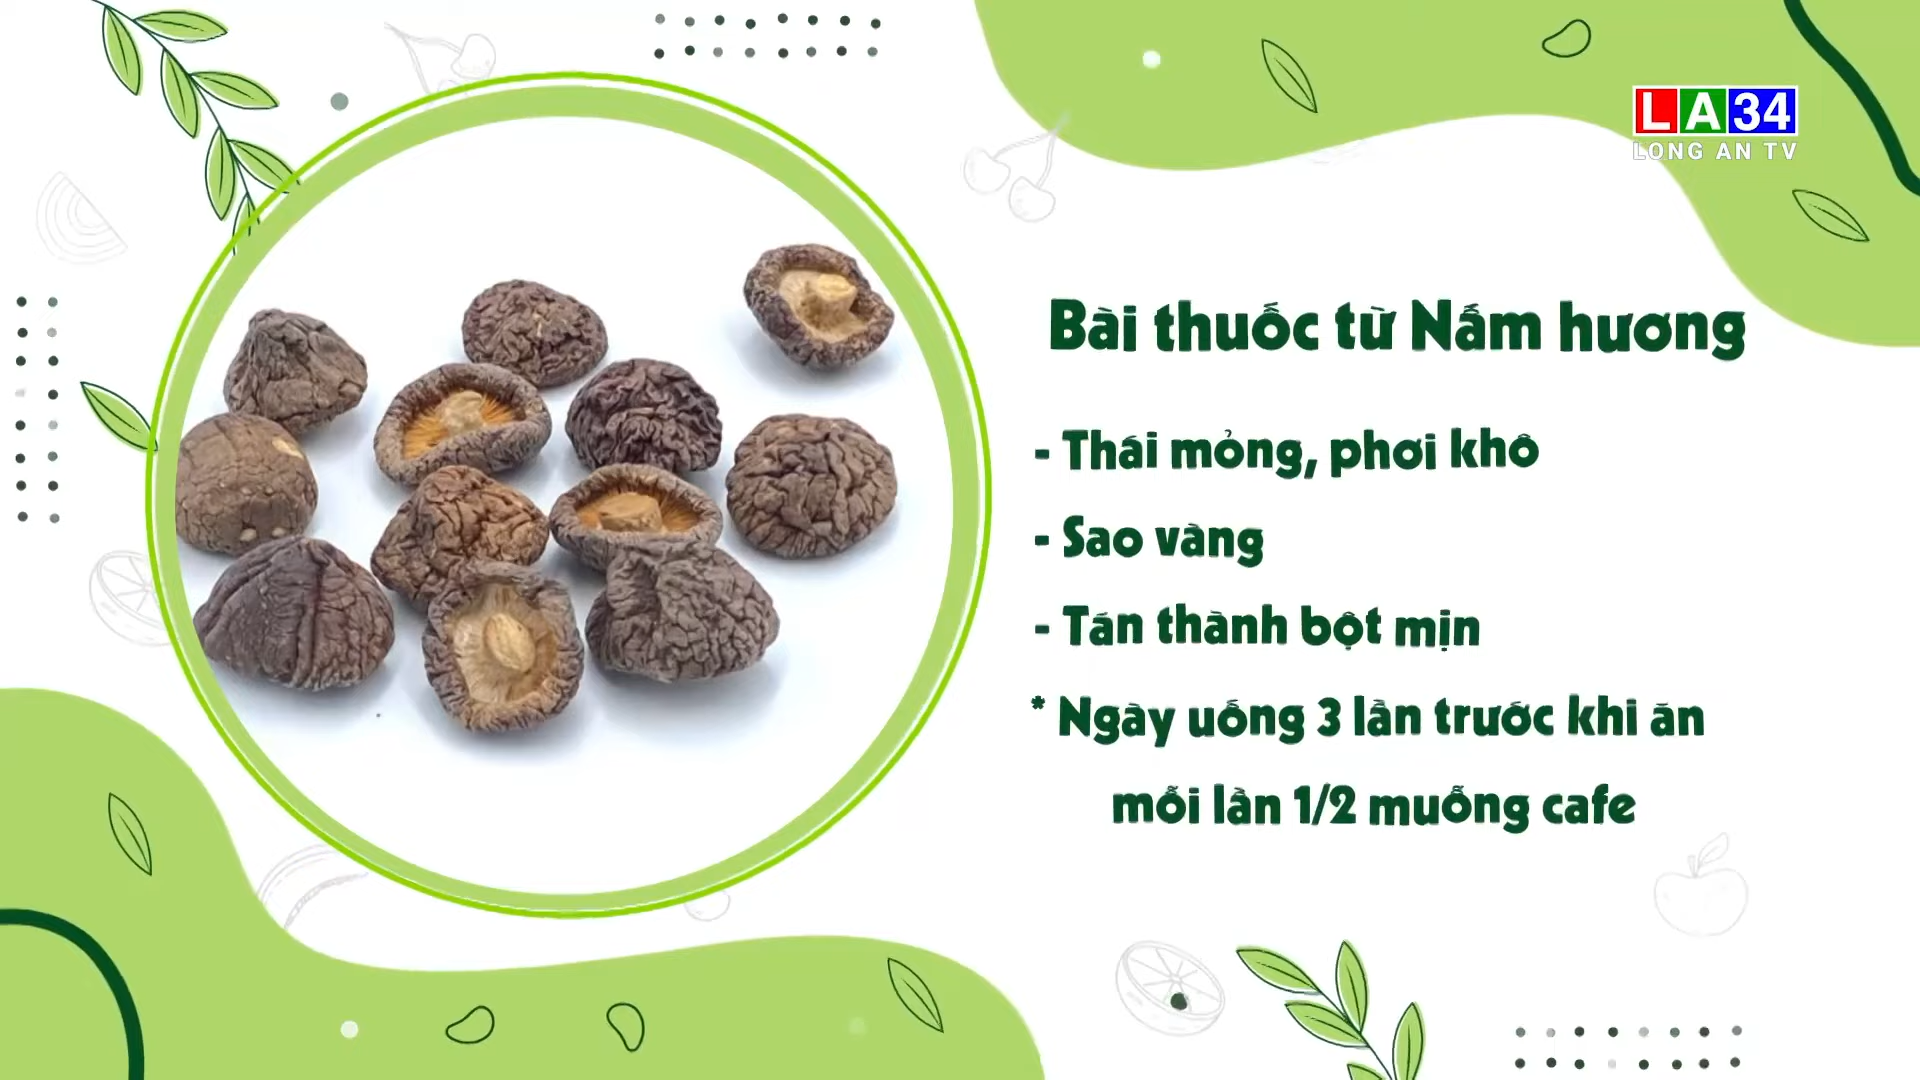 LA34
LONG AN TV
Bài thuốc từ Nấm hương
- Thái mỏng, phơi khô
- Sao vàng
- Tán thành bột mịn
* Ngày uống 3 lần trước khi ăn
mỗi lần 1/2 muỗng cafe